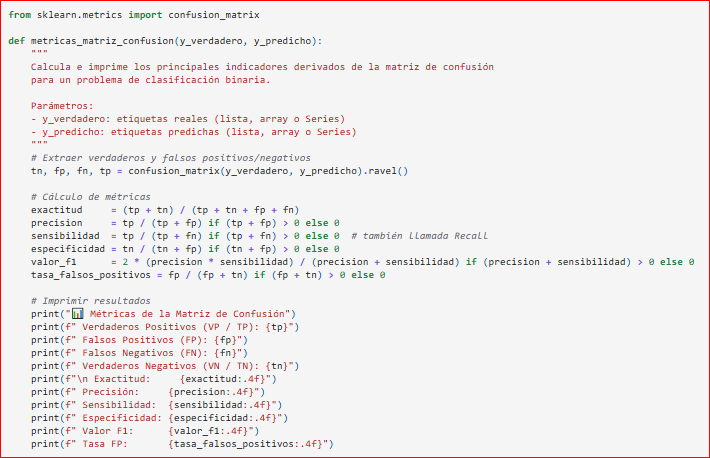 from sklearn.metrics import confusion_matrix

def metricas_matriz_confusion(y_verdadero, y_predicho):
    """
    Calcula e imprime los principales indicadores derivados de la matriz de confusión
    para un problema de clasificación binaria.

    Parámetros:
    - y_verdadero: etiquetas reales (lista, array o Series)
    - y_predicho: etiquetas predichas (lista, array o Series)
    """
    # Extraer verdaderos y falsos positivos/negativos
    tn, fp, fn, tp = confusion_matrix(y_verdadero, y_predicho).ravel()

    # Cálculo de métricas
    exactitud     = (tp + tn) / (tp + tn + fp + fn)
    precision     = tp / (tp + fp) if (tp + fp) > 0 else 0
    sensibilidad  = tp / (tp + fn) if (tp + fn) > 0 else 0  # también llamada Recall
    especificidad = tn / (tn + fp) if (tn + fp) > 0 else 0
    valor_f1      = 2 * (precision * sensibilidad) / (precision + sensibilidad) if (precision + sensibilidad) > 0 else 0
    tasa_falsos_positivos = fp / (fp + tn) if (fp + tn) > 0 else 0

    # Imprimir resultados
    print("📊 Métricas de la Matriz de Confusión")
    print(f" Verdaderos Positivos (VP / TP): {tp}")
    print(f" Falsos Positivos (FP): {fp}")
    print(f" Falsos Negativos (FN): {fn}")
    print(f" Verdaderos Negativos (VN / TN): {tn}")
    print(f"\n Exactitud:     {exactitud:.4f}")
    print(f" Precisión:     {precision:.4f}")
    print(f" Sensibilidad:  {sensibilidad:.4f}")
    print(f" Especificidad: {especificidad:.4f}")
    print(f" Valor F1:      {valor_f1:.4f}")
    print(f" Tasa FP:       {tasa_falsos_positivos:.4f}")